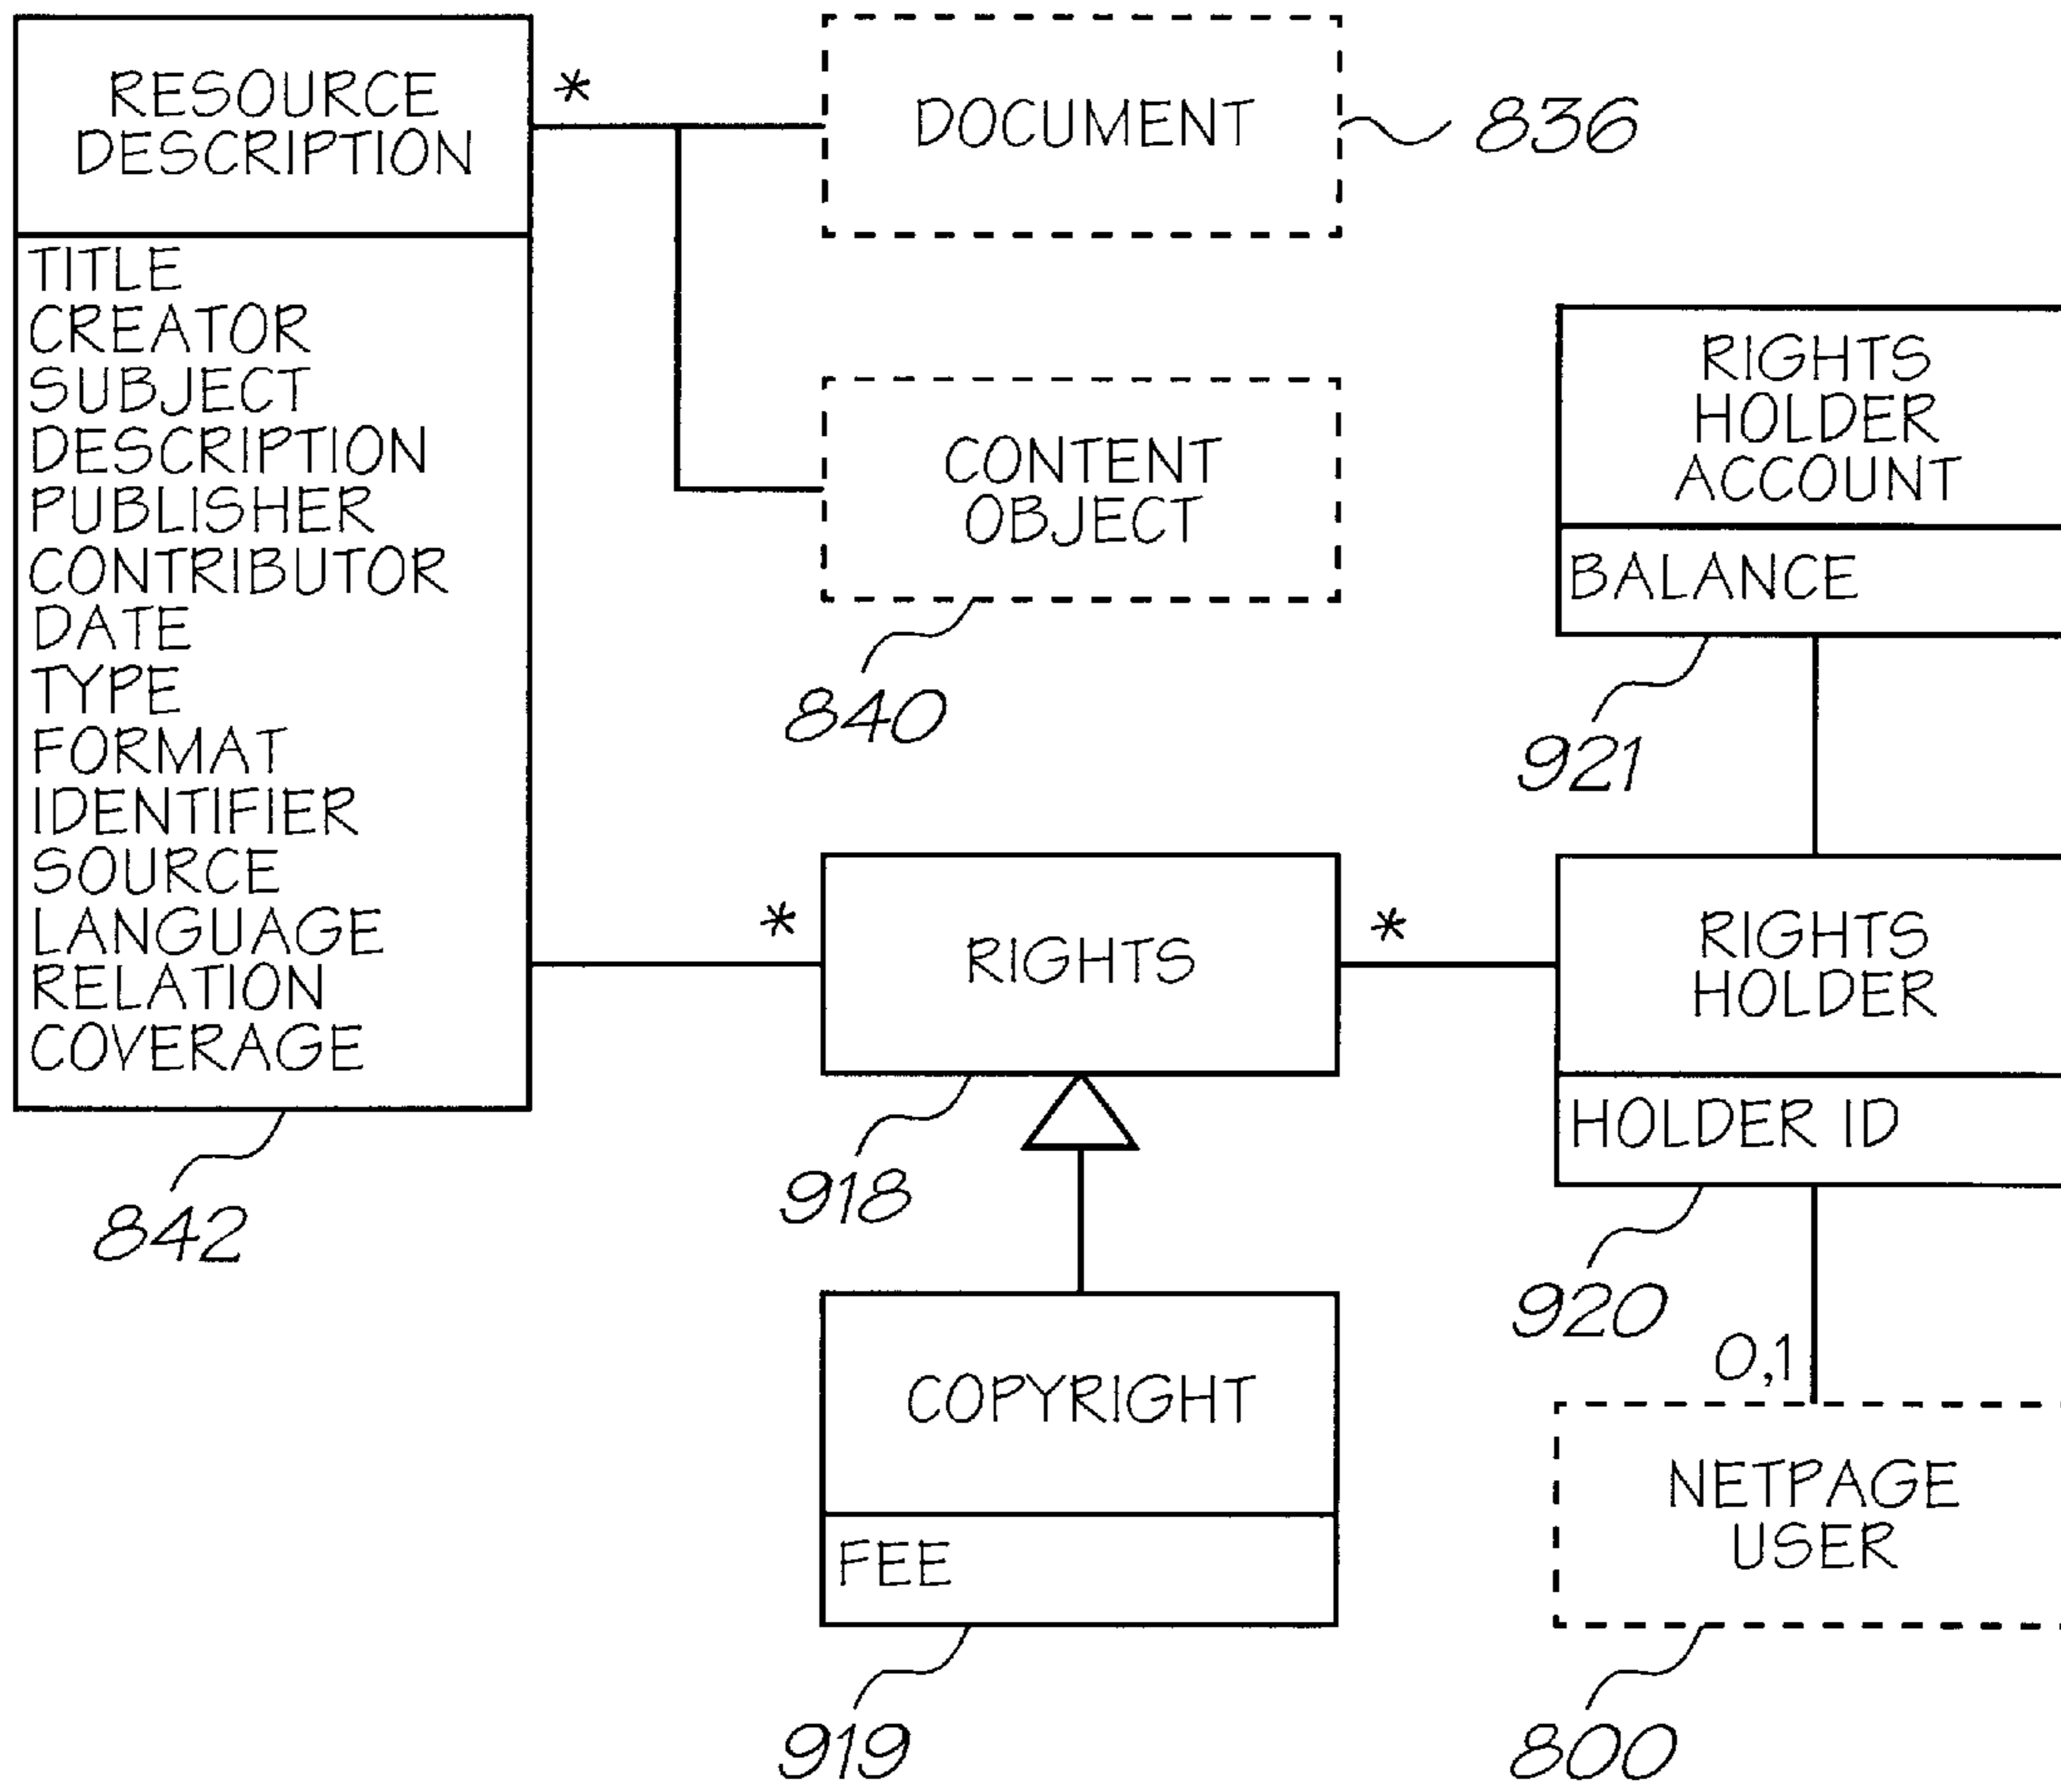 RESOURCE
DESCRIPTION
TITLE
CREATOR
SUBJECT
DESCRIPTION
PUBLISHER
CONTRIBUTOR
DATE
TYPE
FORMAT
IDENTIFIER
SOURCE
LANGUAGE
RELATION
COVERAGE
842
*
DOCUMENT
836
CONTENT
OBJECT
840
RIGHTS
HOLDER
ACCOUNT
BALANCE
921
*
RIGHTS
*
918
RIGHTS
HOLDER
HOLDER ID
920
COPYRIGHT
FEE
919
0,1
NETPAGE
USER
800